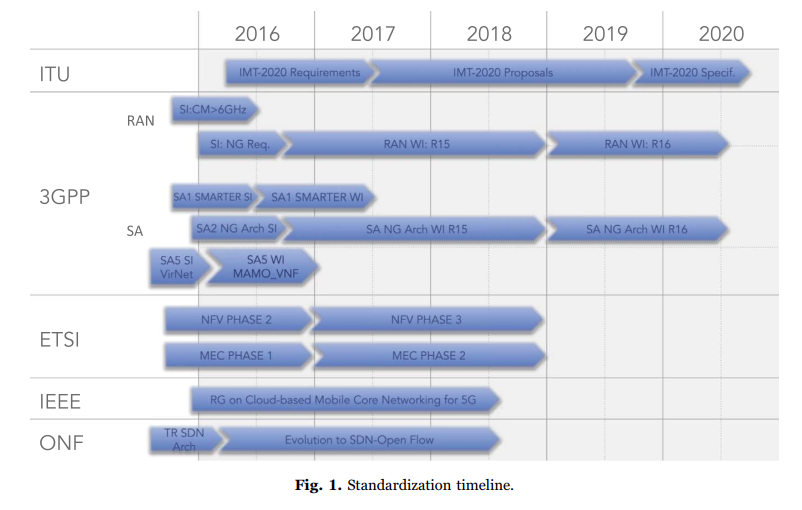 2016 2017 2018 2019 2020
ITU
IMT-2020 Requirements
IMT-2020 Proposals
IMT-2020 Specif.
3GPP
RAN
SI:CM>6GHz
SI: NG Req.
RAN WI: R15
RAN WI: R16
SA
SA1 SMARTER SI
SA1 SMARTER WI
SA2 NG Arch SI
SA NG Arch WI R15
SA NG Arch WI R16
SA5 SI
VirNet
SA5 WI
MAMO_VNF
ETSI
NFV PHASE 2
NFV PHASE 3
MEC PHASE 1
MEC PHASE 2
IEEE
RG on Cloud-based Mobile Core Networking for 5G
ONF
TR SDN
Arch
Evolution to SDN-Open Flow
Fig. 1. Standardization timeline.